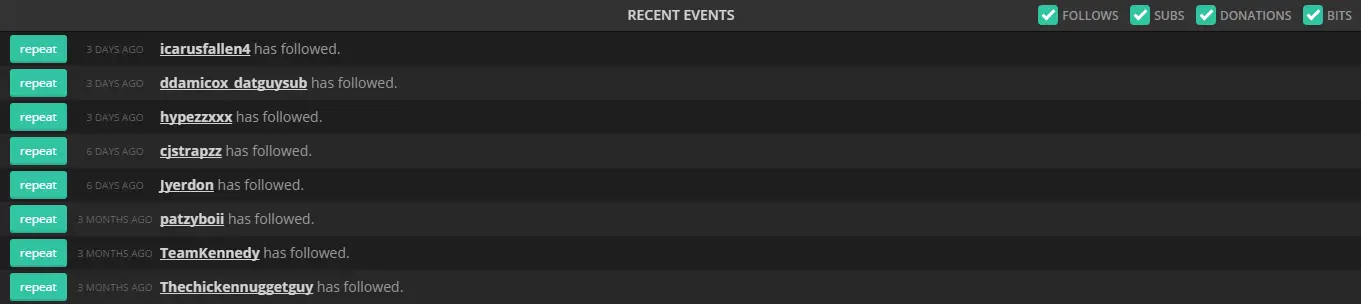 RECENT EVENTS FOLLOWS SUBS DONATIONS BITS
repeat 3 DAYS AGO icarusfallen4 has followed.
repeat 3 DAYS AGO ddamicox_datguysub has followed.
repeat 3 DAYS AGO hypezzxxx has followed.
repeat 6 DAYS AGO cjstrapzz has followed.
repeat 6 DAYS AGO Jyerdon has followed.
repeat 3 MONTHS AGO patzyboii has followed.
repeat 3 MONTHS AGO TeamKennedy has followed.
repeat 3 MONTHS AGO Thechickennuggetguy has followed.